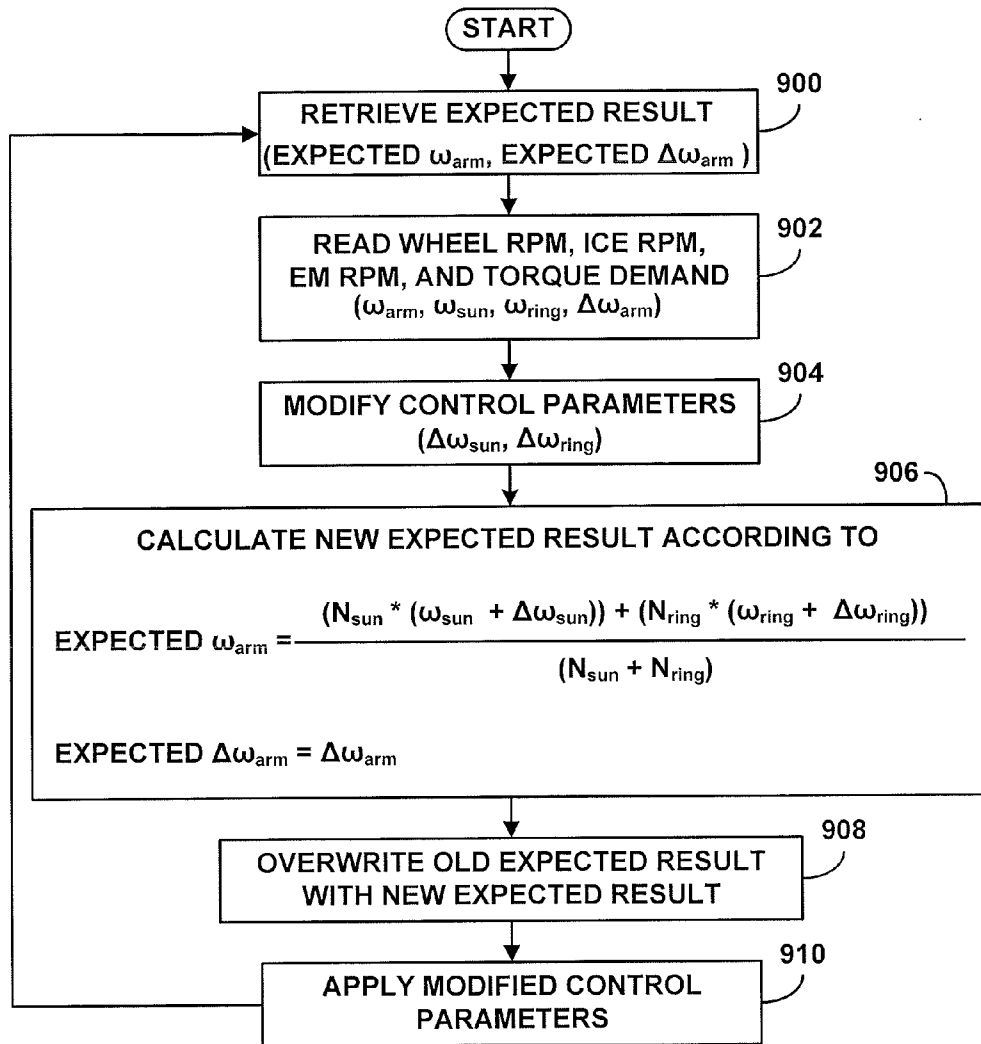 START
900
RETRIEVE EXPECTED RESULT
(EXPECTED ωarm, EXPECTED Δωarm )
902
READ WHEEL RPM, ICE RPM,
EM RPM, AND TORQUE DEMAND
(ωarm, ωsun, ωring, Δωarm)
904
MODIFY CONTROL PARAMETERS
(Δωsun, Δωring)
906
CALCULATE NEW EXPECTED RESULT ACCORDING TO
(Nsun * (ωsun + Δωsun)) + (Nring * (ωring + Δωring))
EXPECTED ωarm =
(Nsun + Nring)
EXPECTED Δωarm = Δωarm
908
OVERWRITE OLD EXPECTED RESULT
WITH NEW EXPECTED RESULT
910
APPLY MODIFIED CONTROL
PARAMETERS